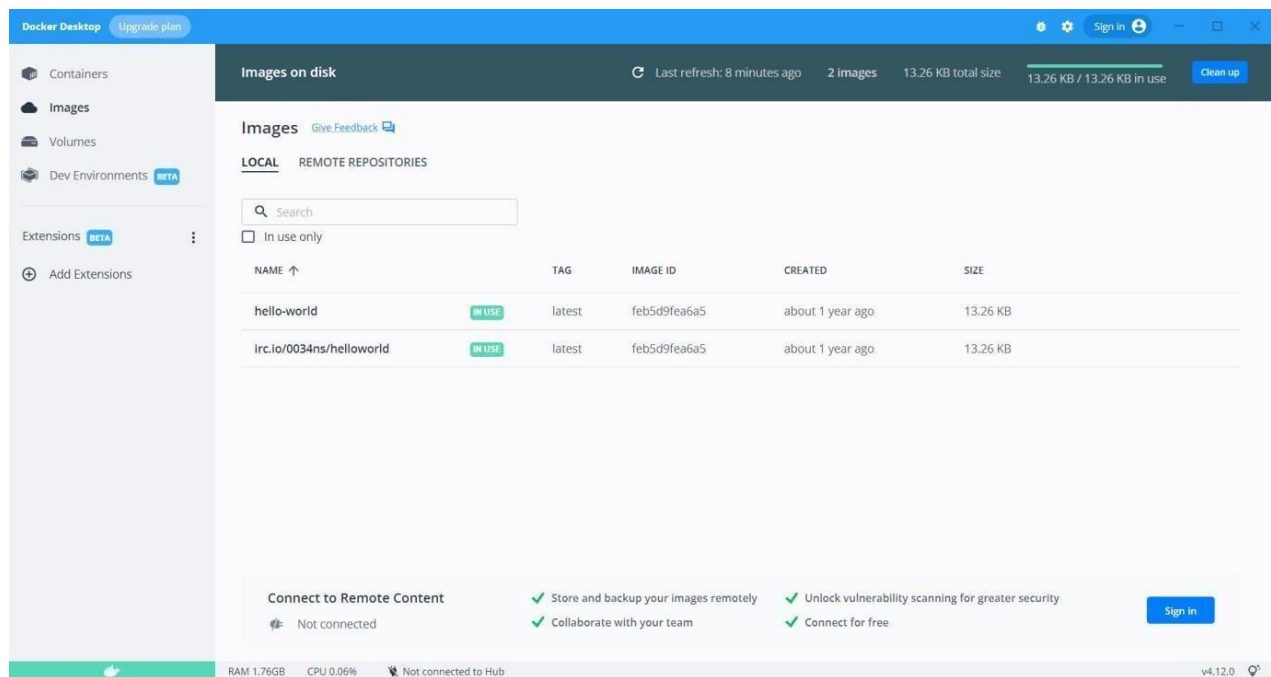 Docker Desktop Upgrade plan Sign in
Containers
Images
Volumes
Dev Environments BETA
Extensions BETA
Add Extensions
Images on disk Last refresh: 8 minutes ago 2 images 13.26 KB total size 13.26 KB / 13.26 KB in use Clean up
Images Give Feedback
LOCAL REMOTE REPOSITORIES
Search
In use only
NAME TAG IMAGE ID CREATED SIZE
hello-world IN USE latest feb5d9fea6a5 about 1 year ago 13.26 KB
irc.io/0034ns/helloworld IN USE latest feb5d9fea6a5 about 1 year ago 13.26 KB
Connect to Remote Content
Not connected
Store and backup your images remotely
Collaborate with your team
Unlock vulnerability scanning for greater security
Connect for free
Sign in
RAM 1.76GB CPU 0.06% Not connected to Hub v4.12.0